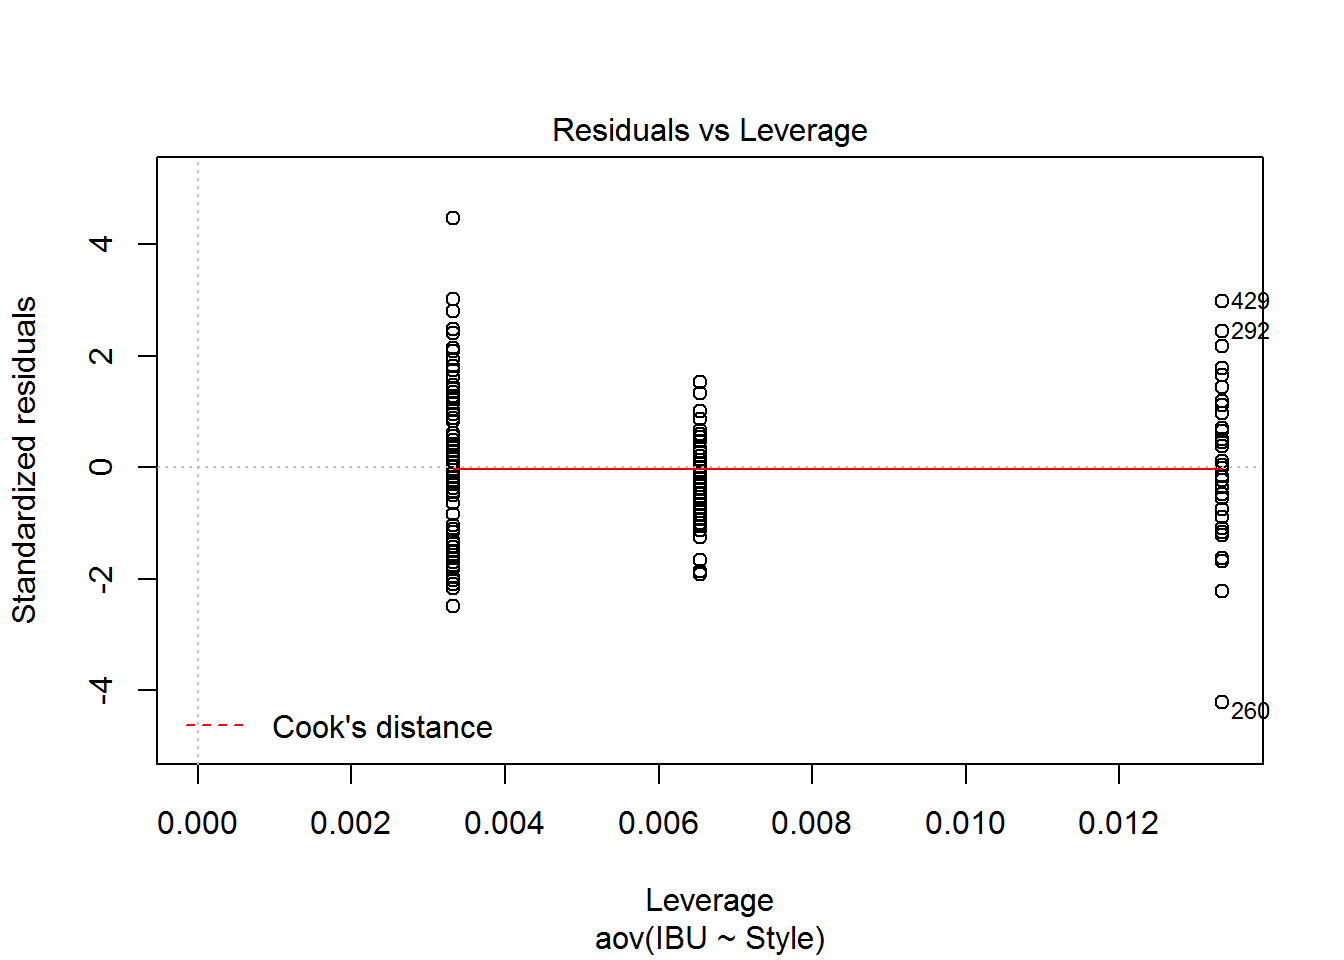 Residuals vs Leverage
Standardized residuals
4
2
0
-2
-4
429
292
260
Cook's distance
0.000 0.002 0.004 0.006 0.008 0.010 0.012
Leverage
aov(IBU ~ Style)